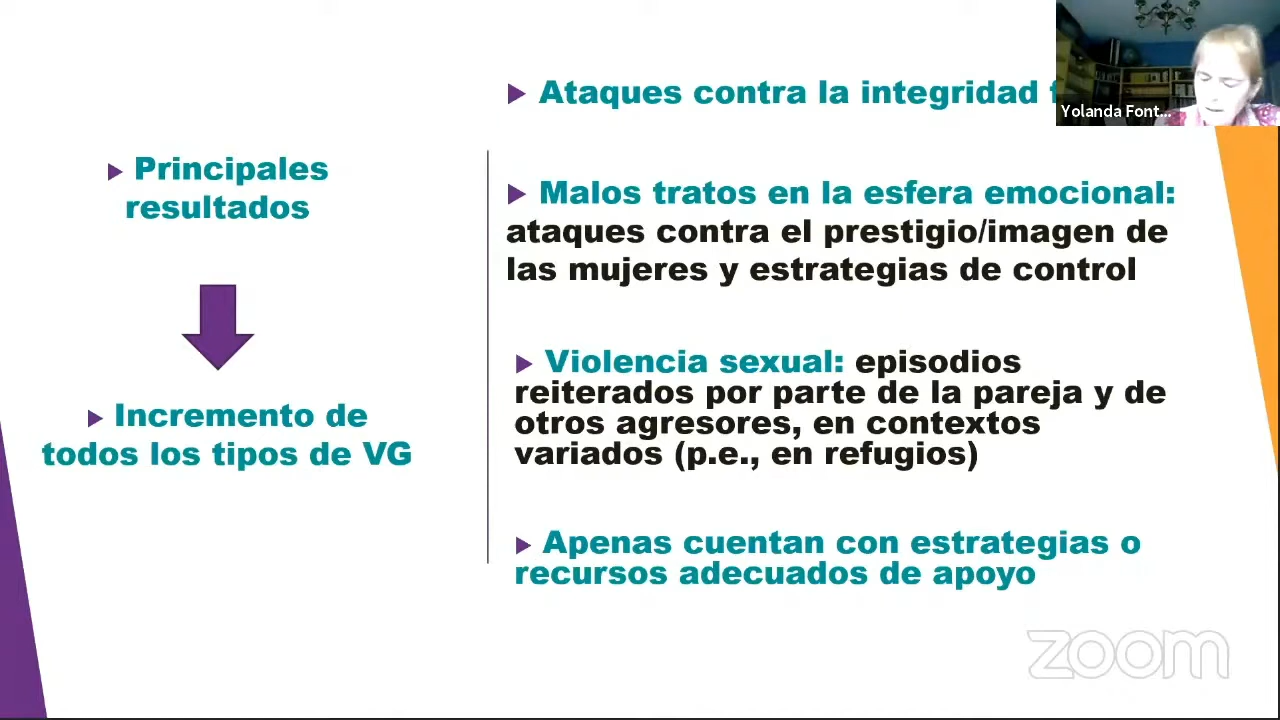 Principales
resultados
Incremento de
todos los tipos de VG
Ataques contra la integridad
Malos tratos en la esfera emocional:
ataques contra el prestigio/imagen de
las mujeres y estrategias de control
Violencia sexual: episodios
reiterados por parte de la pareja y de
otros agresores, en contextos
variados (p.e., en refugios)
Apenas cuentan con estrategias o
recursos adecuados de apoyo
Yolanda Font...
zoom